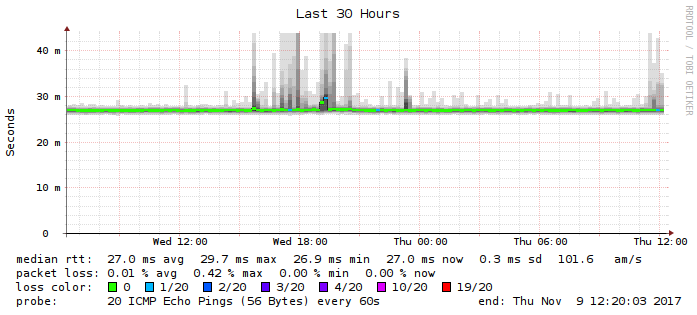 Last 30 Hours
RRDTOOL / TOBI OETIKER
Seconds
40 m
30 m
20 m
10 m
0
Wed 12:00 Wed 18:00 Thu 00:00 Thu 06:00 Thu 12:00
median rtt: 27.0 ms avg 29.7 ms max 26.9 ms min 27.0 ms now 0.3 ms sd 101.6 am/s
packet loss: 0.01 % avg 0.42 % max 0.00 % min 0.00 % now
loss color: 0 1/20 2/20 3/20 4/20 10/20 19/20
probe: 20 ICMP Echo Pings (56 Bytes) every 60s end: Thu Nov 9 12:20:03 2017